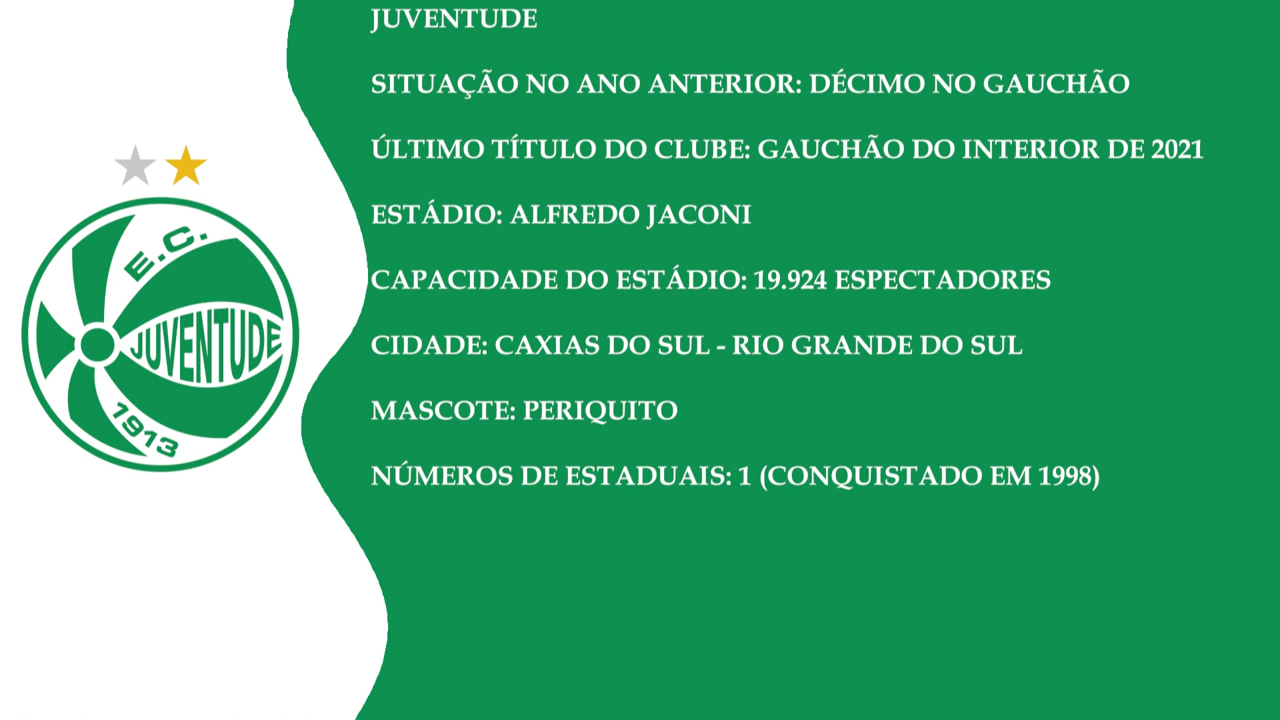 JUVENTUDE
SITUAÇÃO NO ANO ANTERIOR: DÉCIMO NO GAUCHÃO
ÚLTIMO TÍTULO DO CLUBE: GAUCHÃO DO INTERIOR DE 2021
ESTÁDIO: ALFREDO JACONI
CAPACIDADE DO ESTÁDIO: 19.924 ESPECTADORES
CIDADE: CAXIAS DO SUL - RIO GRANDE DO SUL
MASCOTE: PERIQUITO
NÚMEROS DE ESTADUAIS: 1 (CONQUISTADO EM 1998)
E.C.
JUVENTUDE
1913